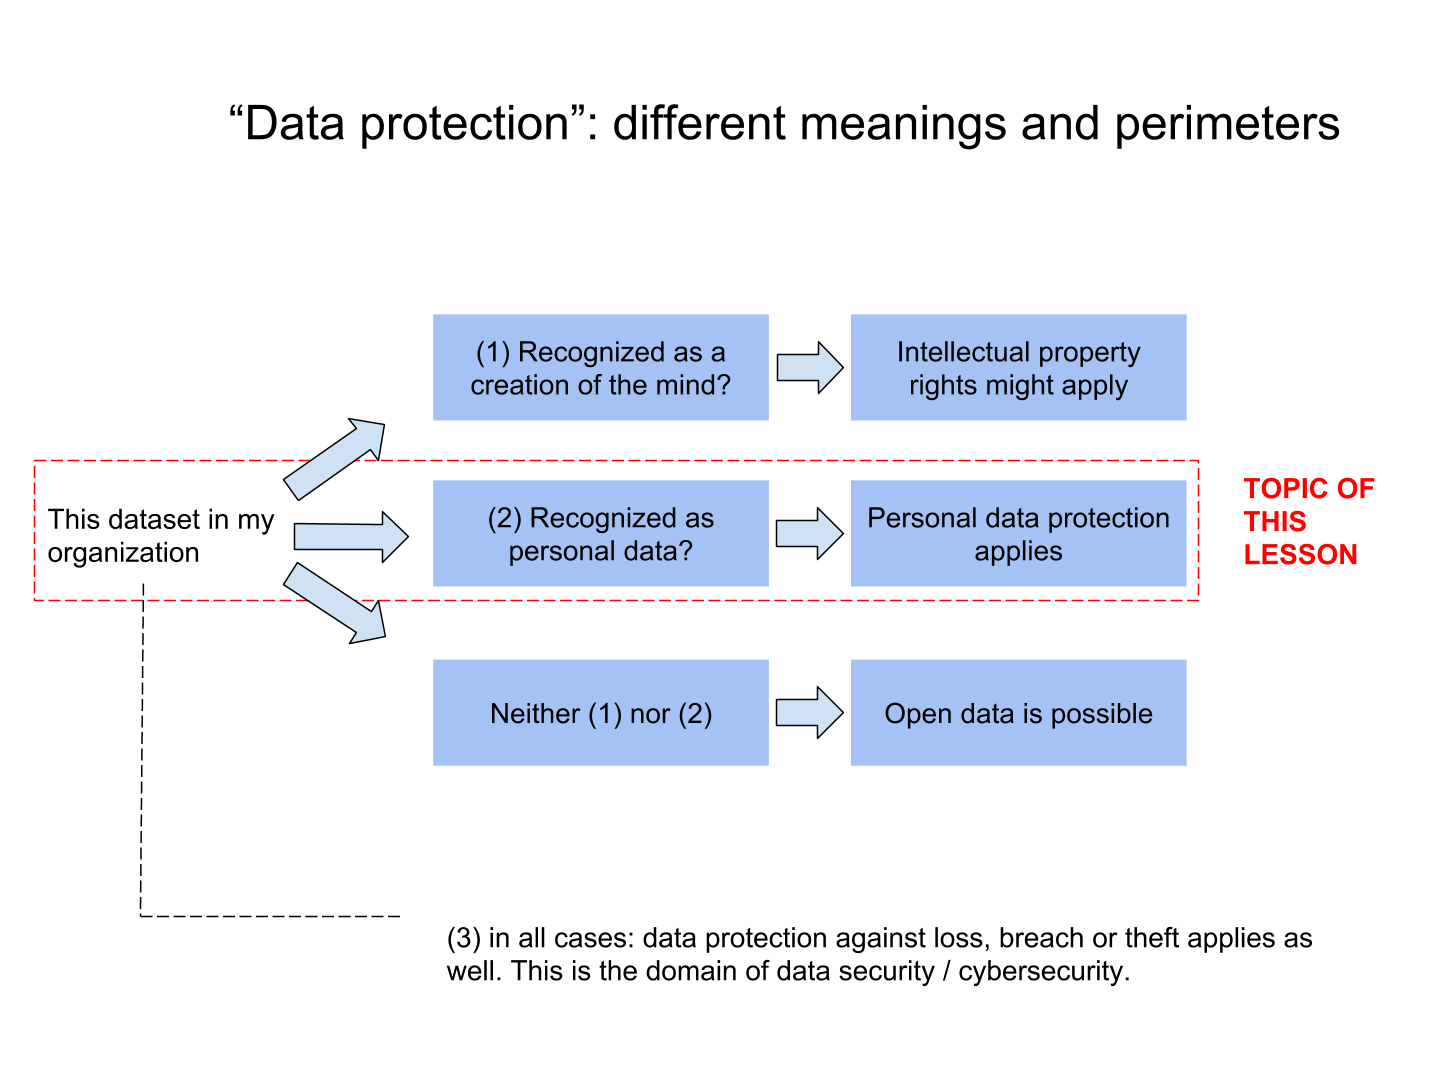 “Data protection”: different meanings and perimeters
(1) Recognized as a
creation of the mind?
Intellectual property
rights might apply
This dataset in my
organization
(2) Recognized as
personal data?
Personal data protection
applies
TOPIC OF
THIS
LESSON
Neither (1) nor (2)
Open data is possible
(3) in all cases: data protection against loss, breach or theft applies as
well. This is the domain of data security / cybersecurity.